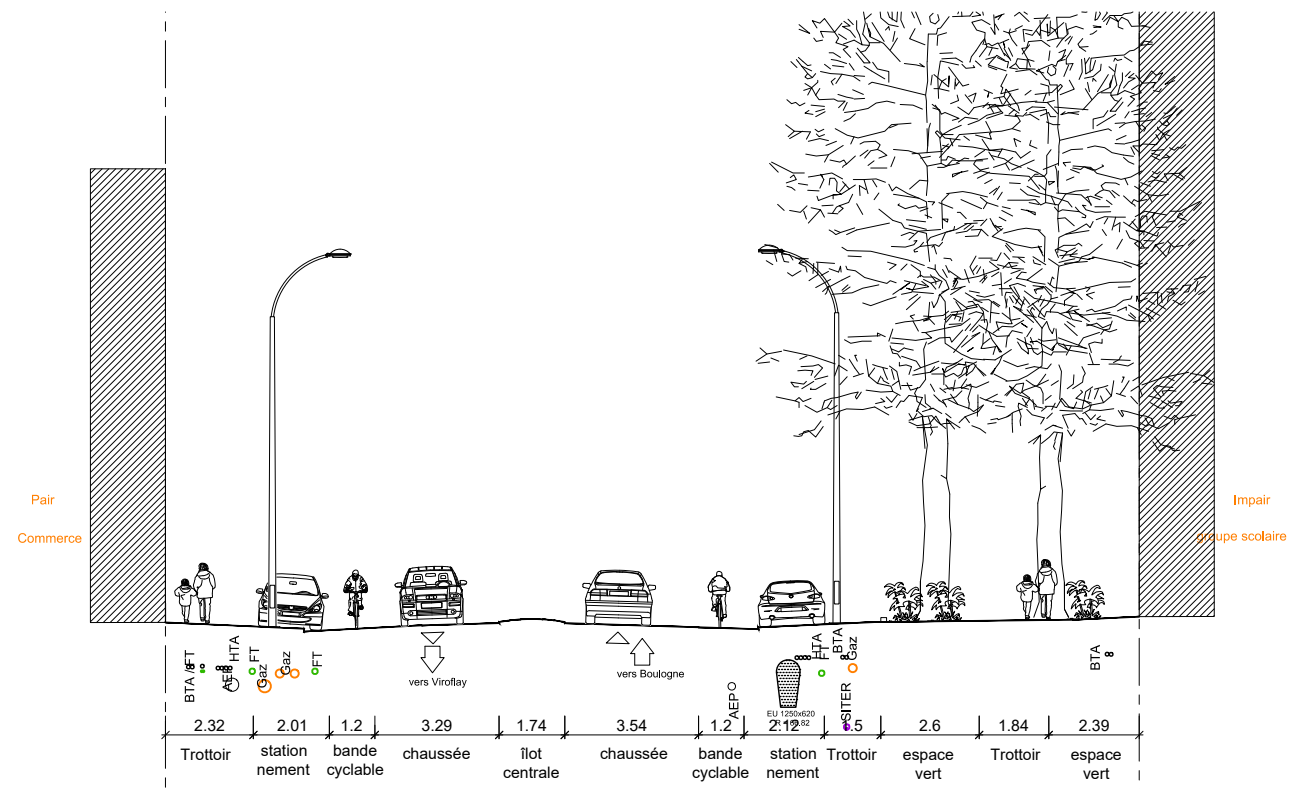 Pair
Commerce
Impair
groupe scolaire
BTA / FT
AEP
HTA
FT
Gaz
Gaz
FT
vers Viroflay
vers Boulogne
AEP
EU 1250x620
HTA
FT
BTA
Gaz
SITER
BTA
2.32
2.01
1.2
3.29
1.74
3.54
1.2
2.12
2.6
1.84
2.39
Trottoir
station
nement
bande
cyclable
chaussée
îlot
centrale
chaussée
bande
cyclable
station
nement
Trottoir
espace
vert
Trottoir
espace
vert